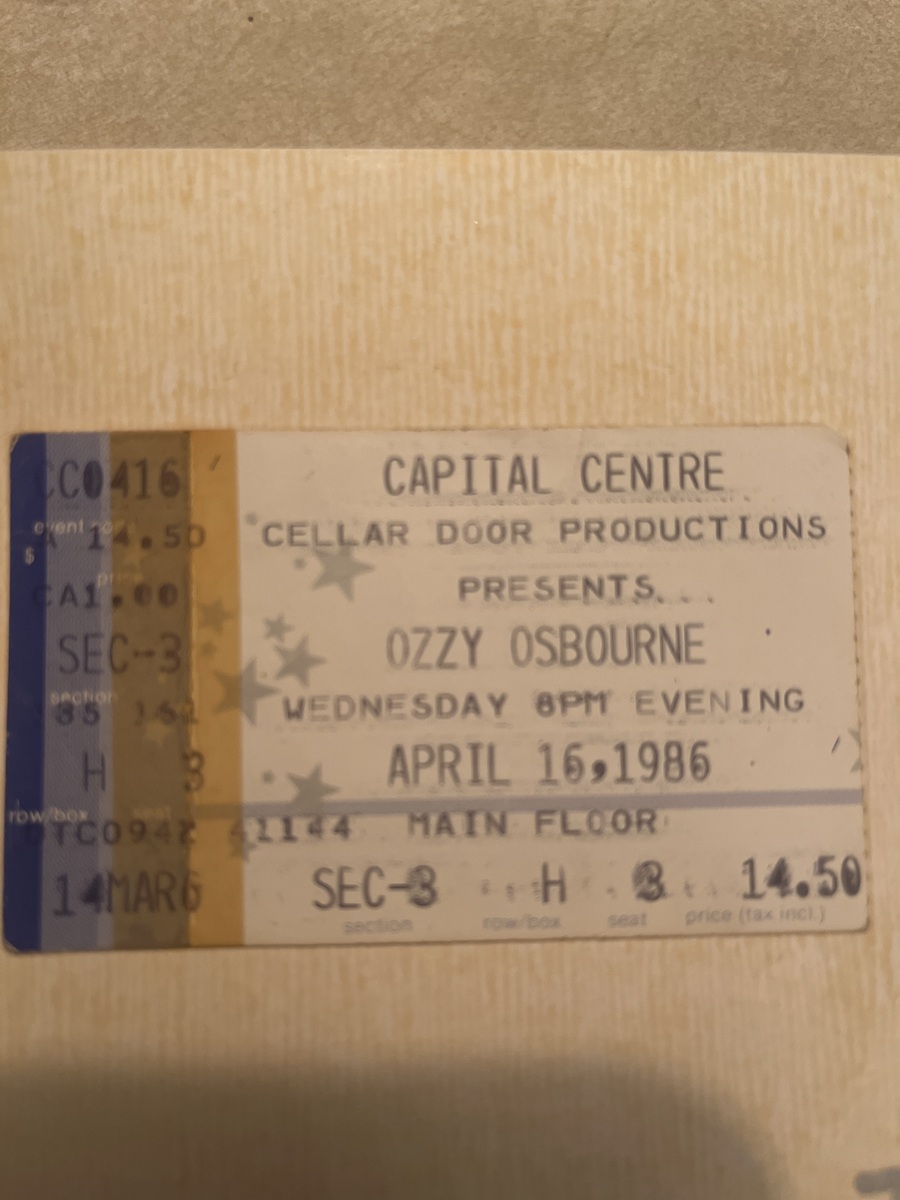 CC0416
CAPITAL CENTRE
event code
$
A 14.50
CELLAR DOOR PRODUCTIONS
price
CA1.00
PRESENTS...
SEC-3
OZZY OSBOURNE
section
WEDNESDAY 8PM EVENING
H 3
APRIL 16,1986
row/box seat
41144
MAIN FLOOR
14MAR6
SEC-3 H 3 14.50
section row/box seat price (tax incl.)